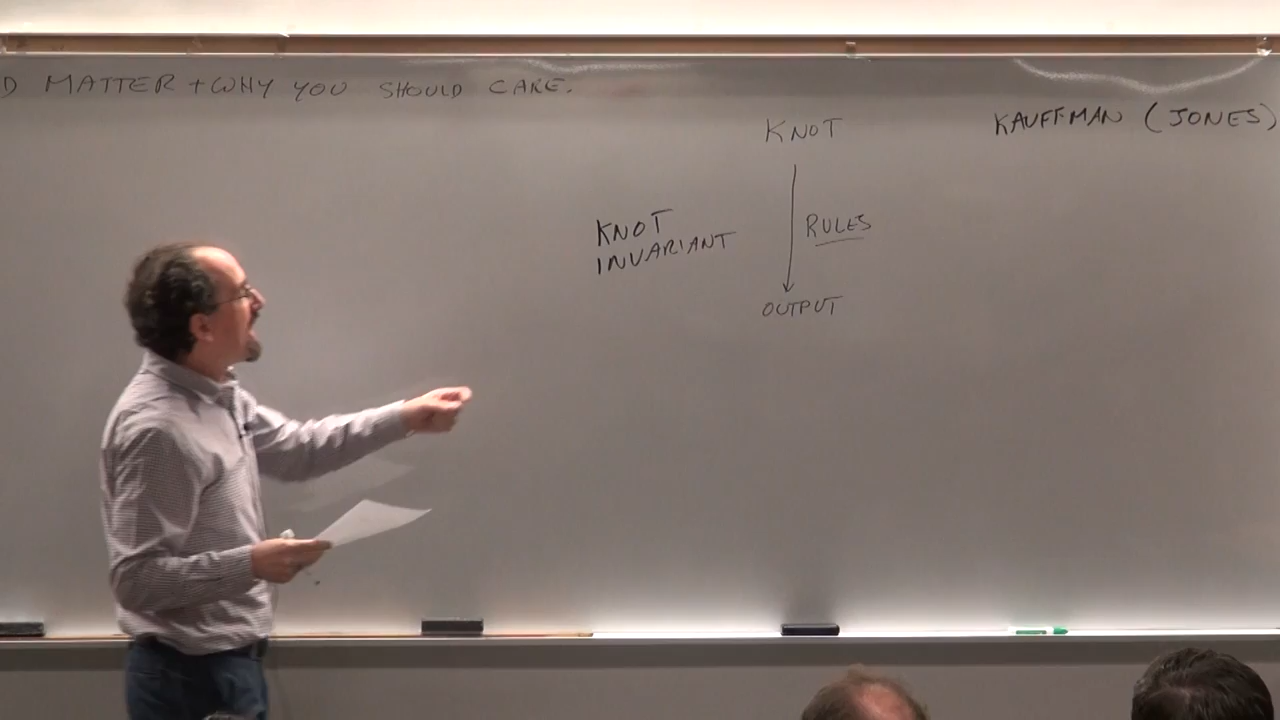 D MATTER + WHY YOU SHOULD CARE.
KNOT
KAUFFMAN (JONES)
KNOT
INVARIANT
RULES
OUTPUT